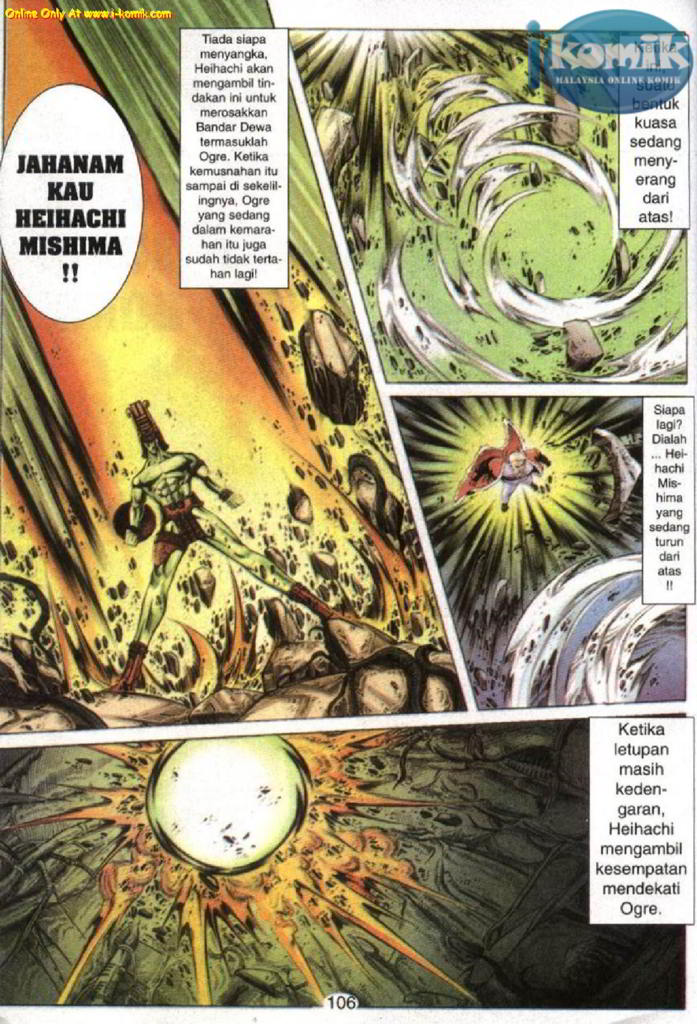 Online Only At www.i-komik.com
JAHANAM
KAU
HEIHACHI
MISHIMA
!!
Tiada siapa
menyangka,
Heihachi akan
mengambil tin-
dakan ini untuk
merosakkan
Bandar Dewa
termasuklah
Ogre. Ketika
kemusnahan itu
sampai di sekelil-
ingnya, Ogre
yang sedang
dalam kemara-
han itu juga
sudah tidak terta-
han lagi!
i komik
MALAYSIA ONLINE KOMIK
Ketika
ini,
suatu
bentuk
kuasa
sedang
meny-
erang
dari
atas!
Siapa
lagi?
Dialah
... Hei-
hachi
Mis-
hima
yang
sedang
turun
dari
atas
!!
Ketika
letupan
masih
keden-
garan,
Heihachi
mengambil
kesempatan
mendekati
Ogre.
106